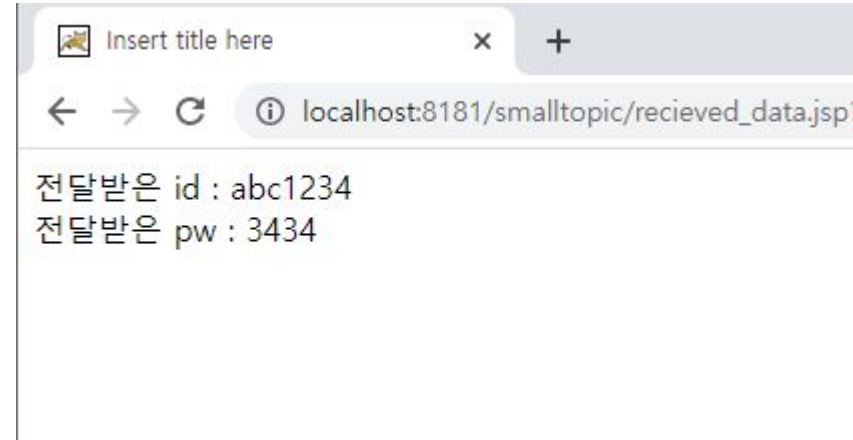 Insert title here
localhost:8181/smalltopic/recieved_data.jsp?
전달받은 id : abc1234
전달받은 pw : 3434